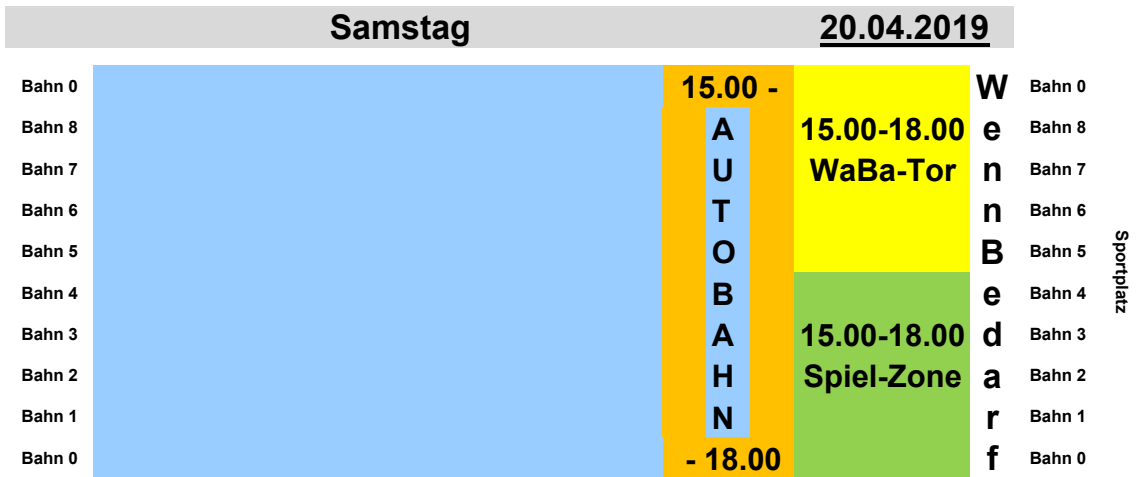 Samstag 20.04.2019
Bahn 0 15.00 - W Bahn 0
Bahn 8 A 15.00-18.00 e Bahn 8
Bahn 7 U WaBa-Tor n Bahn 7
Bahn 6 T n Bahn 6
Bahn 5 O B Bahn 5
Bahn 4 B e Bahn 4
Bahn 3 A 15.00-18.00 d Bahn 3
Bahn 2 H Spiel-Zone a Bahn 2
Bahn 1 N r Bahn 1
Bahn 0 - 18.00 f Bahn 0
Sportplatz